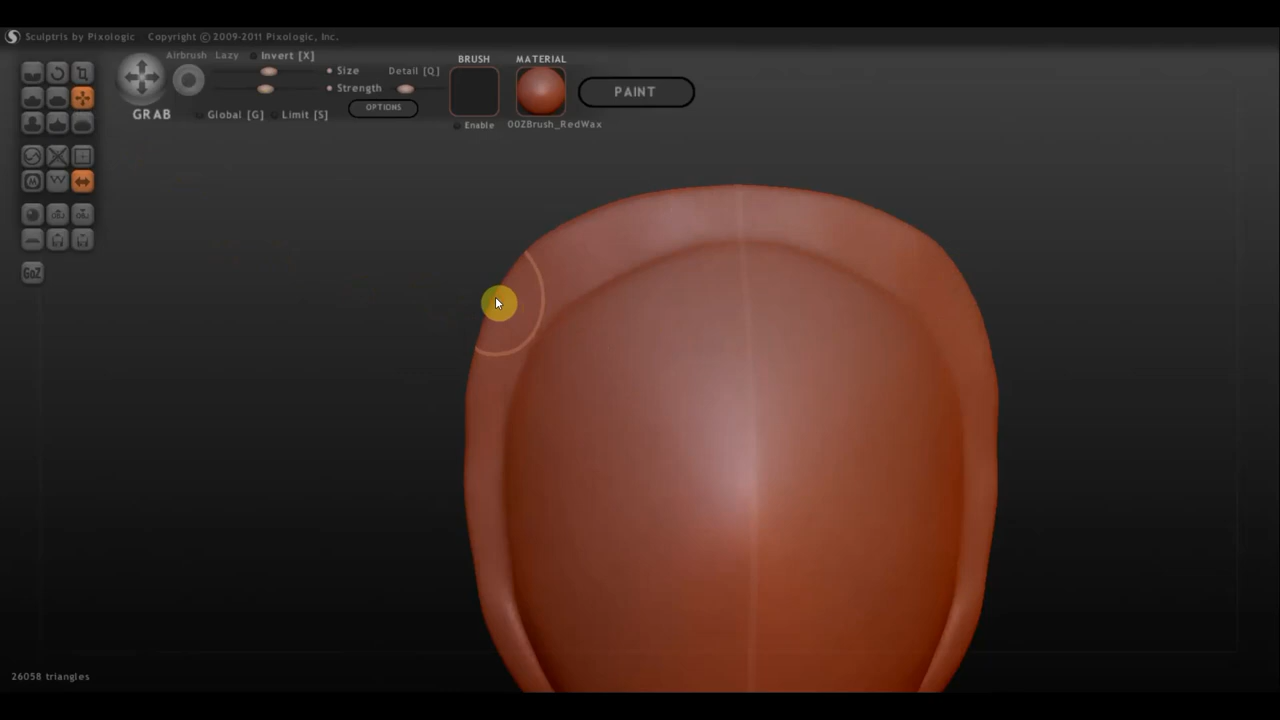 Sculptris by Pixologic Copyright © 2009-2011 Pixologic, Inc.
Airbrush Lazy Invert [X]
Size Detail [Q]
Strength
GRAB Global [G] Limit [S] OPTIONS
BRUSH
Enable
MATERIAL
00ZBrush_RedWax
PAINT
GoZ
26058 triangles